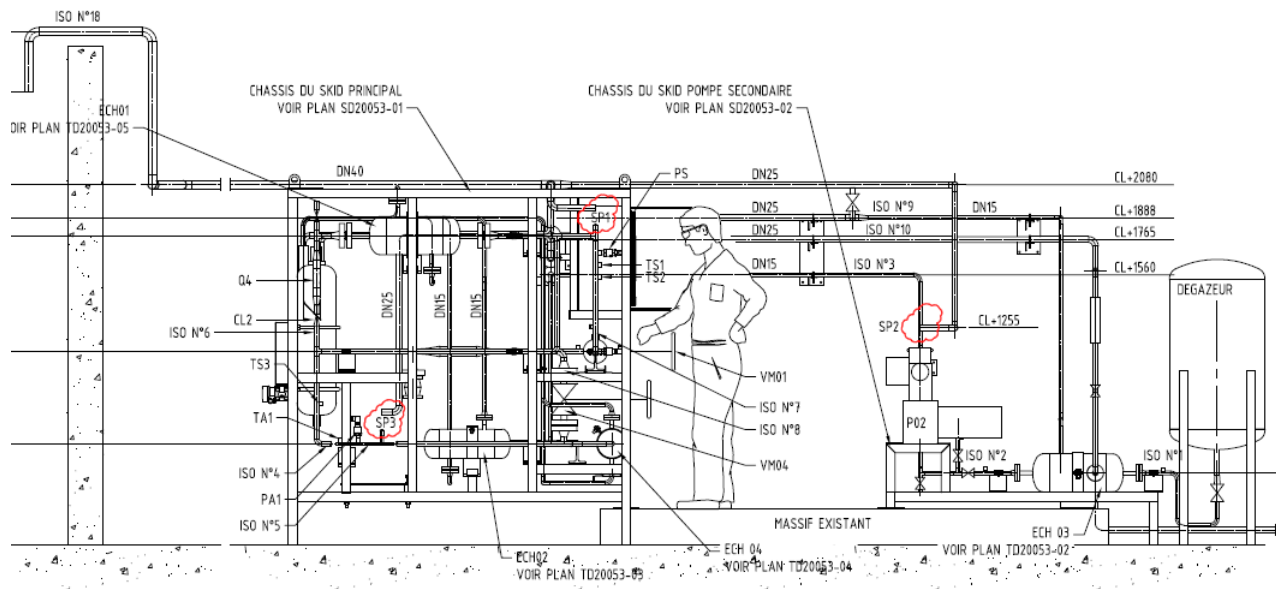 ISO N°18
CHASSIS DU SKID PRINCIPAL
VOIR PLAN SD20053-01
CHASSIS DU SKID POMPE SECONDAIRE
VOIR PLAN SD20053-02
ECH01
OIR PLAN TD20053-05
DN40
PS
DN25
CL+2080
SP1
DN25
ISO N°9
DN15
CL+1888
DN25
ISO N°10
CL+1765
TS1
TS2
DN15
ISO N°3
CL+1560
Q4
DN25
DN15
DN15
DEGAZEUR
CL2
ISO N°6
SP2
CL+1255
TS3
VM01
TA1
SP3
ISO N°7
P02
ISO N°8
ISO N°4
VM04
ISO N°2
ISO N°1
PA1
ISO N°5
MASSIF EXISTANT
ECH02
VOIR PLAN TD20053-03
ECH 04
VOIR PLAN TD20053-04
ECH 03
VOIR PLAN TD20053-02